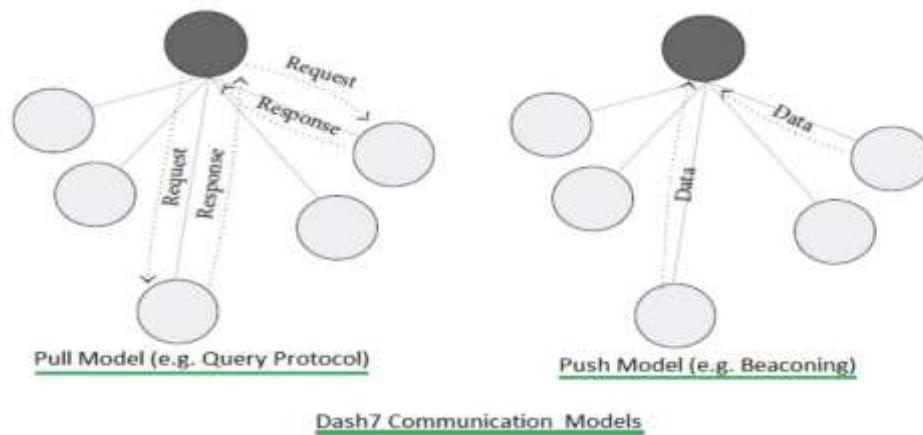 Request
Response
Request
Response
Pull Model (e.g. Query Protocol)
Data
Data
Push Model (e.g. Beaconing)
Dash7 Communication Models